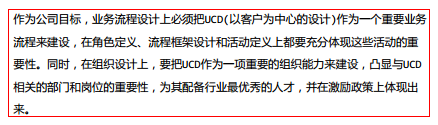 作为公司目标，业务流程设计上必须把UCD(以客户为中心的设计)作为一个重要业务
流程来建设，在角色定义、流程框架设计和活动定义上都要充分体现这些活动的重
要性。同时，在组织设计上，要把UCD作为一项重要的组织能力来建设，凸显与UCD
相关的部门和岗位的重要性，为其配备行业最优秀的人才，并在激励政策上体现出
来。